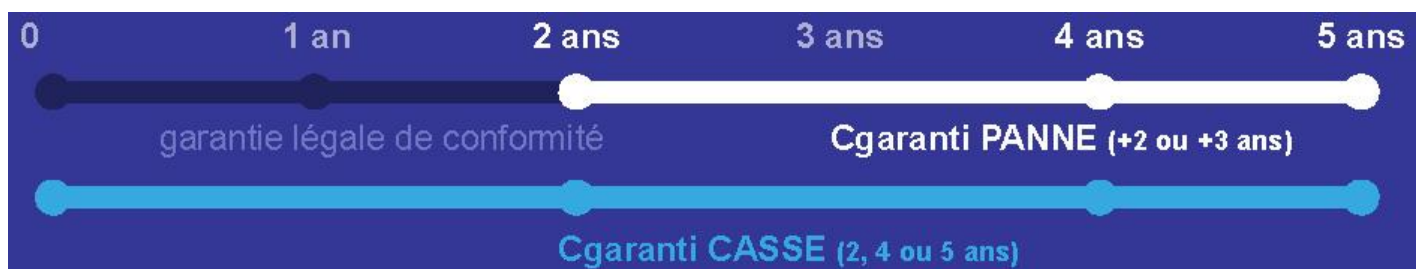 0 1 an 2 ans 3 ans 4 ans 5 ans
garantie légale de conformité Cgaranti PANNE (+2 ou +3 ans)
Cgaranti CASSE (2, 4 ou 5 ans)